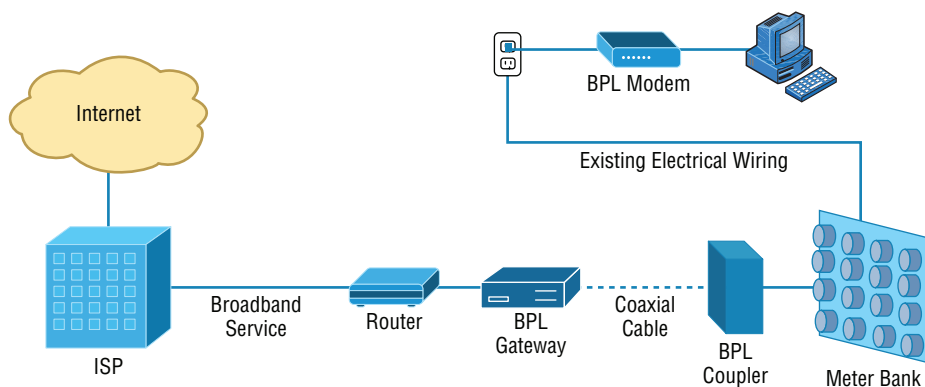 Internet
BPL Modem
Existing Electrical Wiring
Broadband
Service
Router
BPL
Gateway
Coaxial
Cable
ISP
BPL
Coupler
Meter Bank